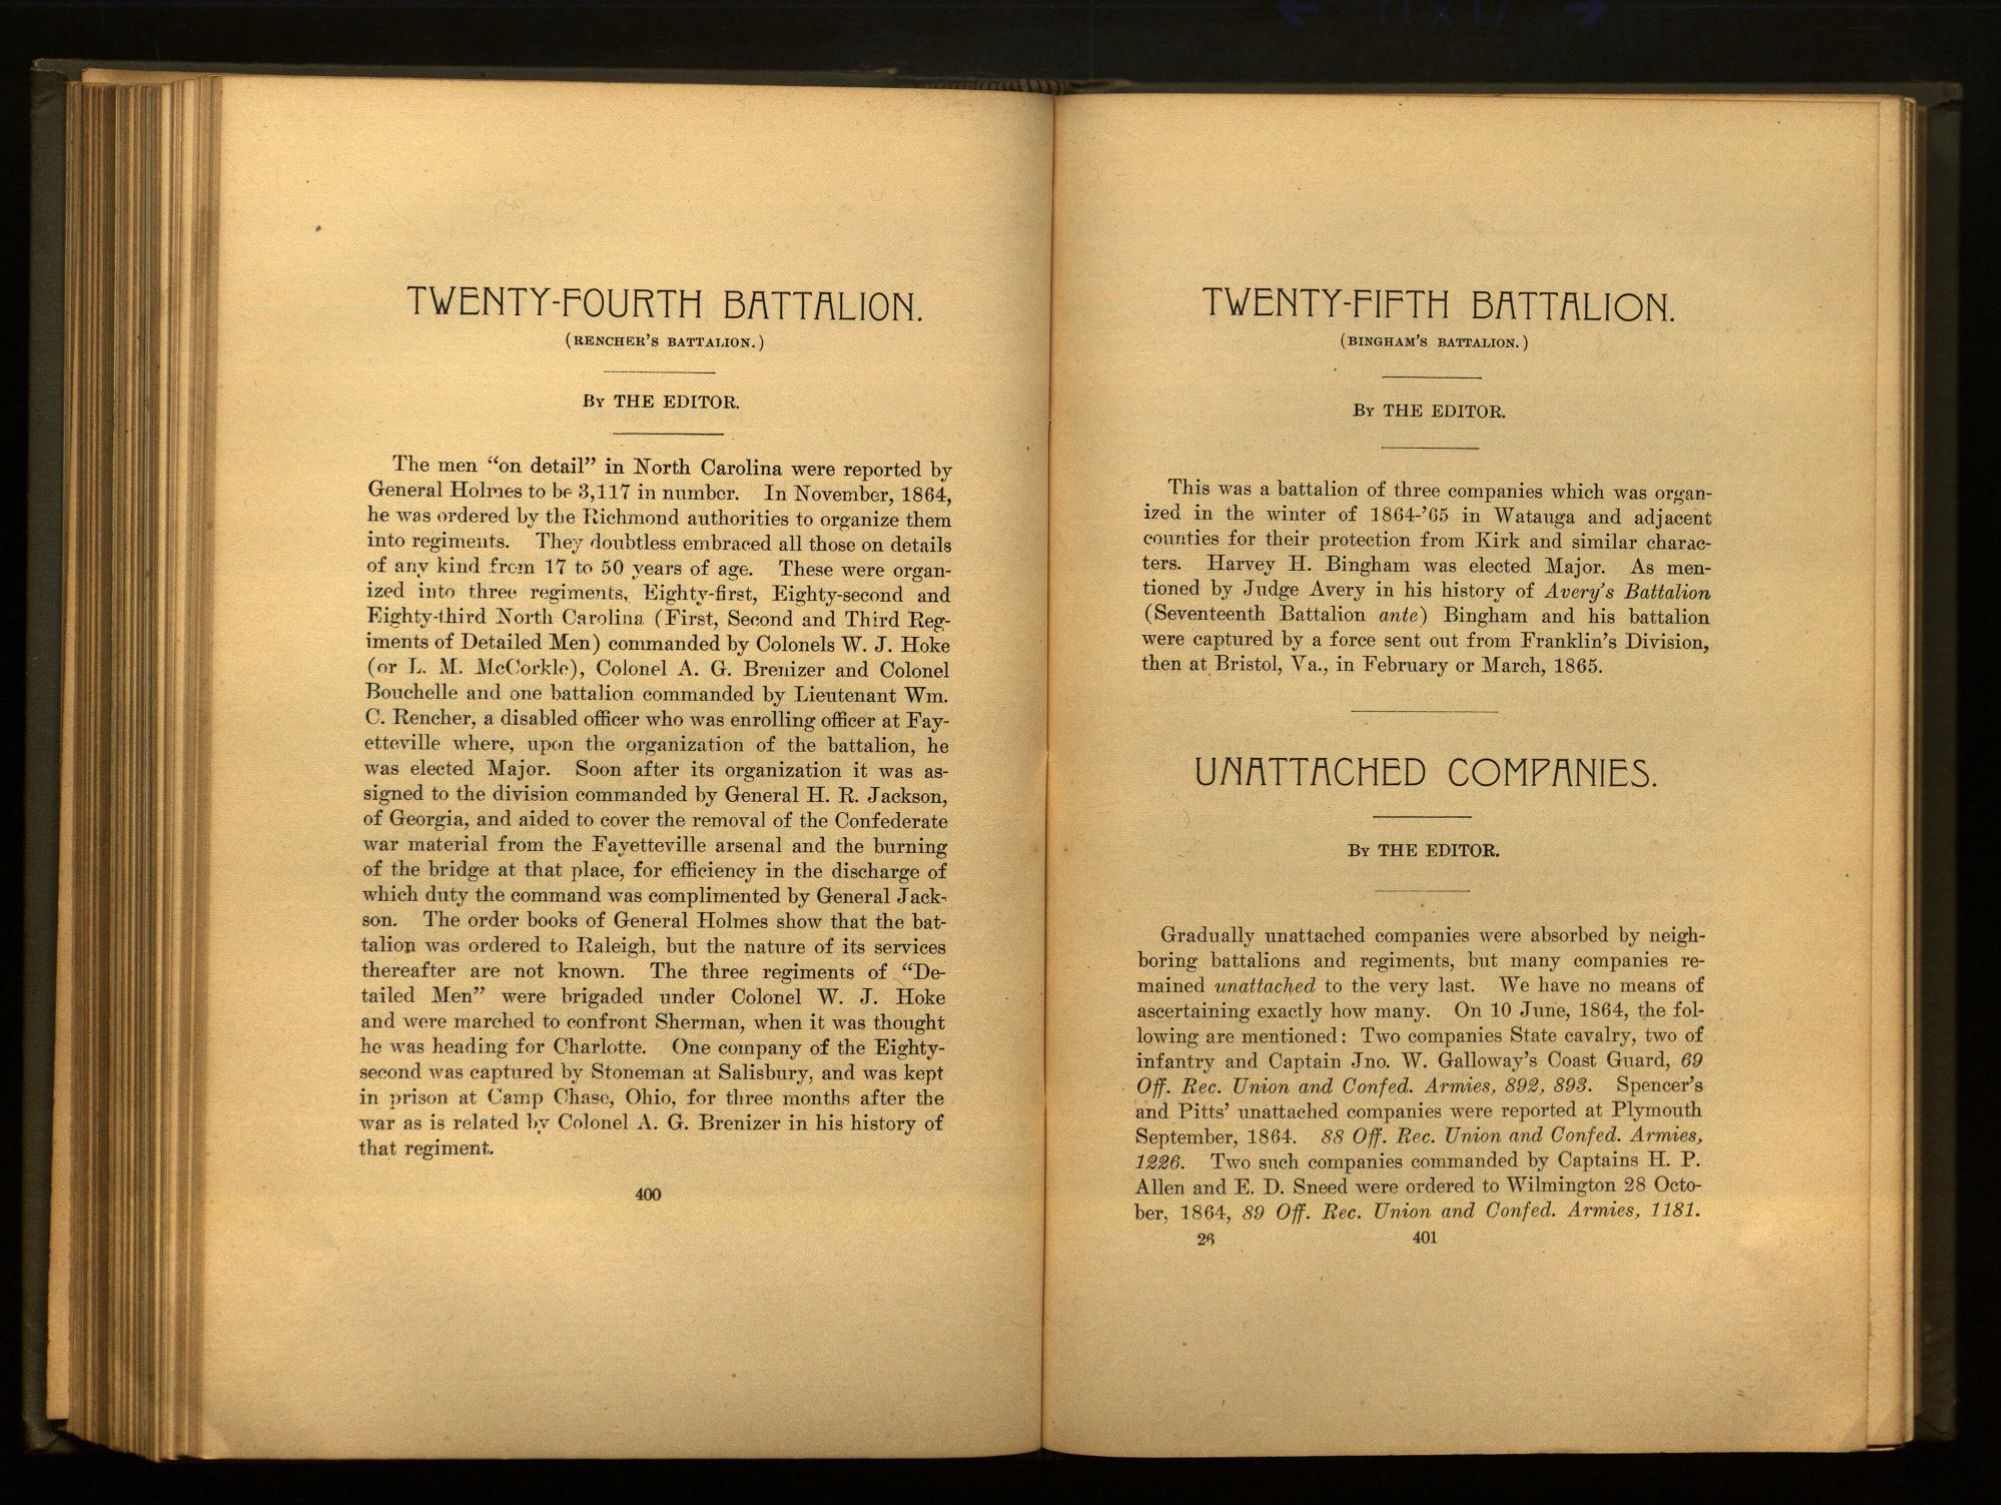 TWENTY-FOURTH BATTALION.
(RENCHER'S BATTALION.)
By THE EDITOR.
The men "on detail" in North Carolina were reported by
General Holmes to be 3,117 in number. In November, 1864,
he was ordered by the Richmond authorities to organize them
into regiments. They doubtless embraced all those on details
of any kind from 17 to 50 years of age. These were organ-
ized into three regiments, Eighty-first, Eighty-second and
Eighty-third North Carolina (First, Second and Third Reg-
iments of Detailed Men) commanded by Colonels W. J. Hoke
(or L. M. McCorkle), Colonel A. G. Brenizer and Colonel
Bouchelle and one battalion commanded by Lieutenant Wm.
C. Rencher, a disabled officer who was enrolling officer at Fay-
etteville where, upon the organization of the battalion, he
was elected Major. Soon after its organization it was as-
signed to the division commanded by General H. R. Jackson,
of Georgia, and aided to cover the removal of the Confederate
war material from the Fayetteville arsenal and the burning
of the bridge at that place, for efficiency in the discharge of
which duty the command was complimented by General Jack-
son. The order books of General Holmes show that the bat-
talion was ordered to Raleigh, but the nature of its services
thereafter are not known. The three regiments of "De-
tailed Men" were brigaded under Colonel W. J. Hoke
and were marched to confront Sherman, when it was thought
he was heading for Charlotte. One company of the Eighty-
second was captured by Stoneman at Salisbury, and was kept
in prison at Camp Chase, Ohio, for three months after the
war as is related by Colonel A. G. Brenizer in his history of
that regiment.
400
TWENTY-FIFTH BATTALION.
(BINGHAM'S BATTALION.)
By THE EDITOR.
This was a battalion of three companies which was organ-
ized in the winter of 1864-'65 in Watauga and adjacent
counties for their protection from Kirk and similar charac-
ters. Harvey H. Bingham was elected Major. As men-
tioned by Judge Avery in his history of Avery's Battalion
(Seventeenth Battalion ante) Bingham and his battalion
were captured by a force sent out from Franklin's Division,
then at Bristol, Va., in February or March, 1865.
UNATTACHED COMPANIES.
By THE EDITOR.
Gradually unattached companies were absorbed by neigh-
boring battalions and regiments, but many companies re-
mained unattached to the very last. We have no means of
ascertaining exactly how many. On 10 June, 1864, the fol-
lowing are mentioned: Two companies State cavalry, two of
infantry and Captain Jno. W. Galloway's Coast Guard, 69
Off. Rec. Union and Confed. Armies, 892, 893. Spencer's
and Pitts' unattached companies were reported at Plymouth
September, 1864. 88 Off. Rec. Union and Confed. Armies,
1226. Two such companies commanded by Captains H. P.
Allen and E. D. Sneed were ordered to Wilmington 28 Octo-
ber, 1864, 89 Off. Rec. Union and Confed. Armies, 1181.
26 401